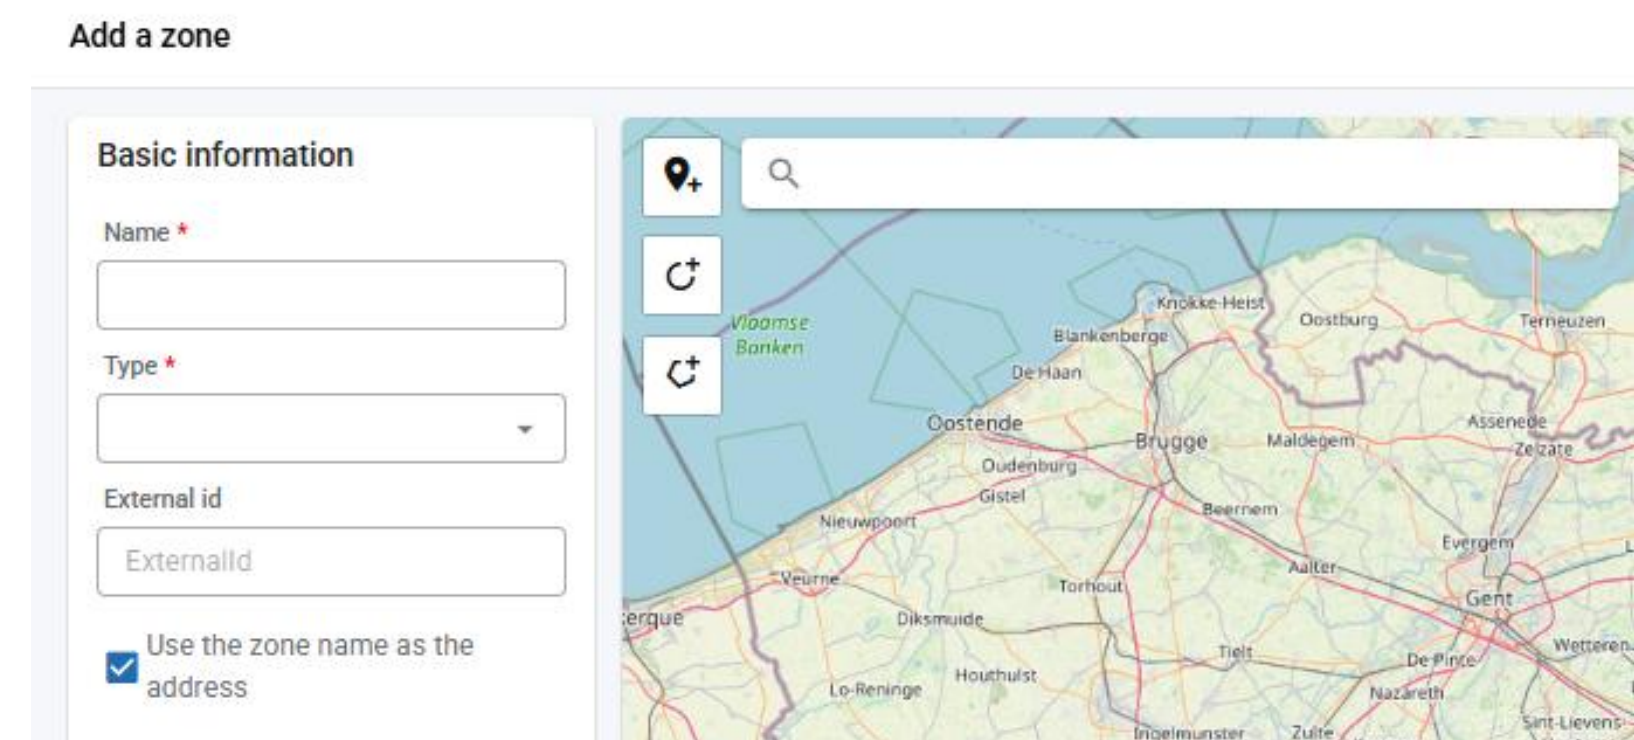 Add a zone
Basic information
Name *
Type *
External id
ExternalId
Use the zone name as the
address
Vlaamse
Banken
Knokke-Heist
Oostburg
Terneuzen
Blankenberge
De Haan
Oostende
Brugge
Maldegem
Assenede
Zelzate
Oudenburg
Gistel
Beernem
Nieuwpoort
Evergem
Aalter
Veurne
Torhout
Gent
erque
Diksmuide
Tielt
De Pinte
Wetteren
Houthulst
Lo-Reninge
Nazareth
Sint-Lievens-
Ingelmunster
Zulte